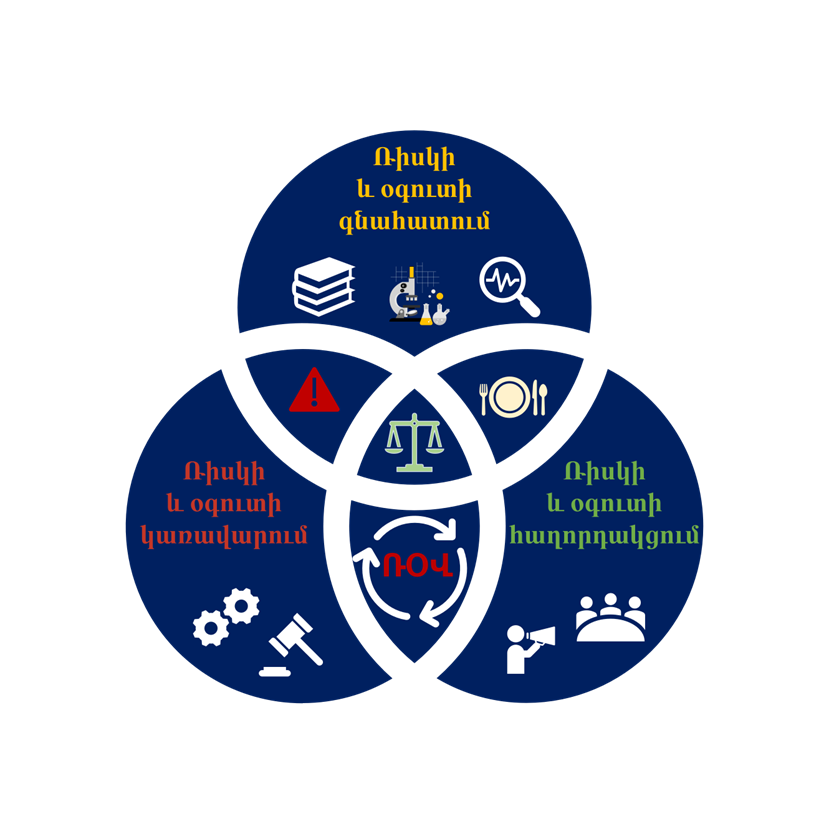 Ռիսկի
և օգուտի
գնահատում
Ռիսկի
և օգուտի
կառավարում
Ռիսկի
և օգուտի
հաղորդակցում
ՌՕՎ